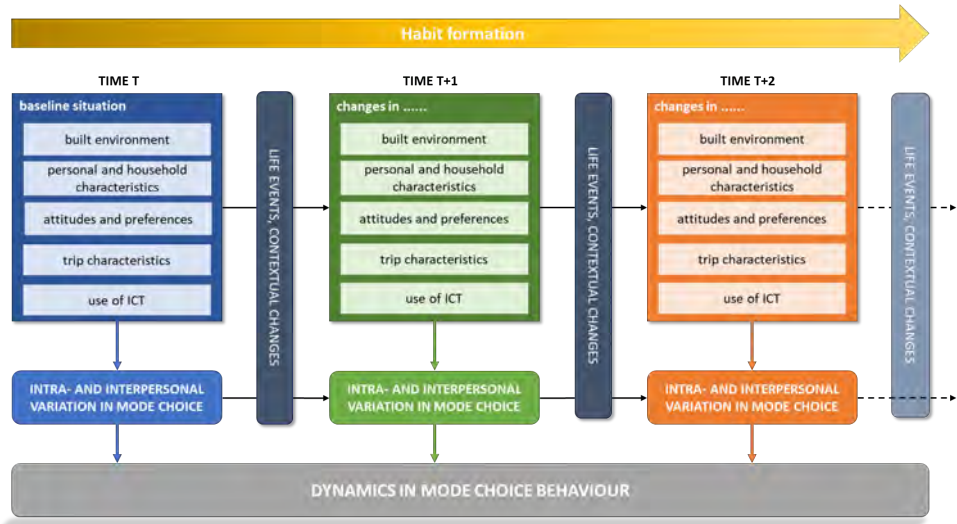 Habit formation
TIME T
baseline situation
built environment
personal and household
characteristics
attitudes and preferences
trip characteristics
use of ICT
INTRA- AND INTERPERSONAL
VARIATION IN MODE CHOICE
LIFE EVENTS, CONTEXTUAL CHANGES
TIME T+1
changes in ......
built environment
personal and household
characteristics
attitudes and preferences
trip characteristics
use of ICT
INTRA- AND INTERPERSONAL
VARIATION IN MODE CHOICE
LIFE EVENTS, CONTEXTUAL CHANGES
TIME T+2
changes in ......
built environment
personal and household
characteristics
attitudes and preferences
trip characteristics
use of ICT
INTRA- AND INTERPERSONAL
VARIATION IN MODE CHOICE
LIFE EVENTS, CONTEXTUAL CHANGES
DYNAMICS IN MODE CHOICE BEHAVIOUR